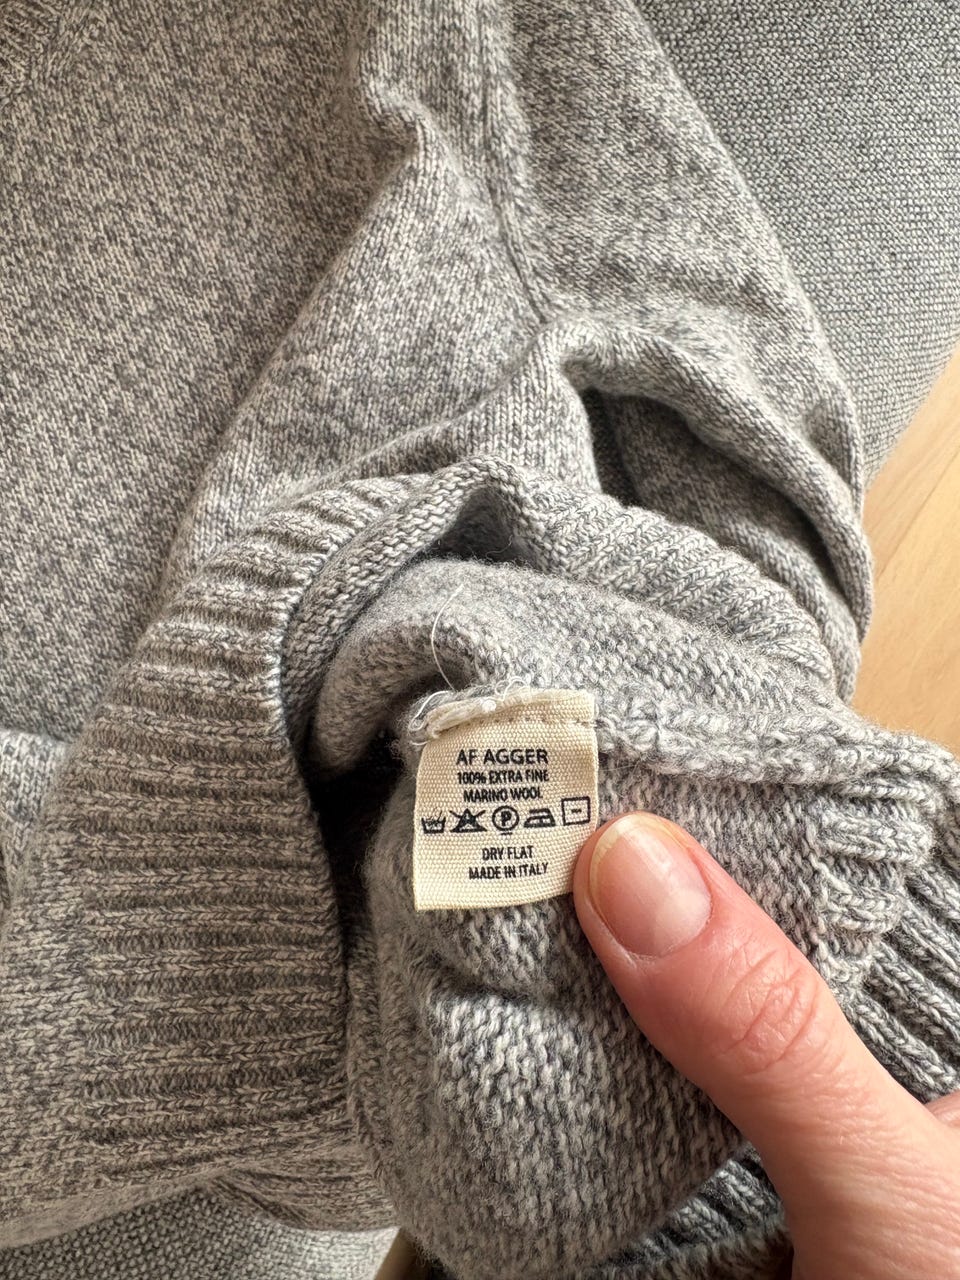 AF AGGER
100% EXTRA FINE
MARINO WOOL
P
DRY FLAT
MADE IN ITALY